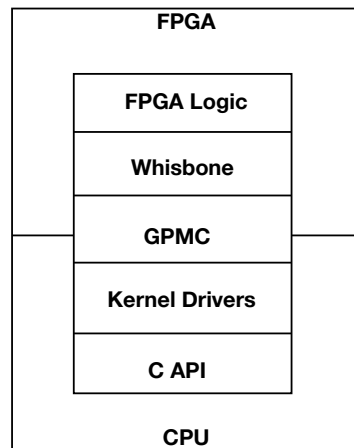 FPGA
FPGA Logic
Whisbone
GPMC
Kernel Drivers
C API
CPU